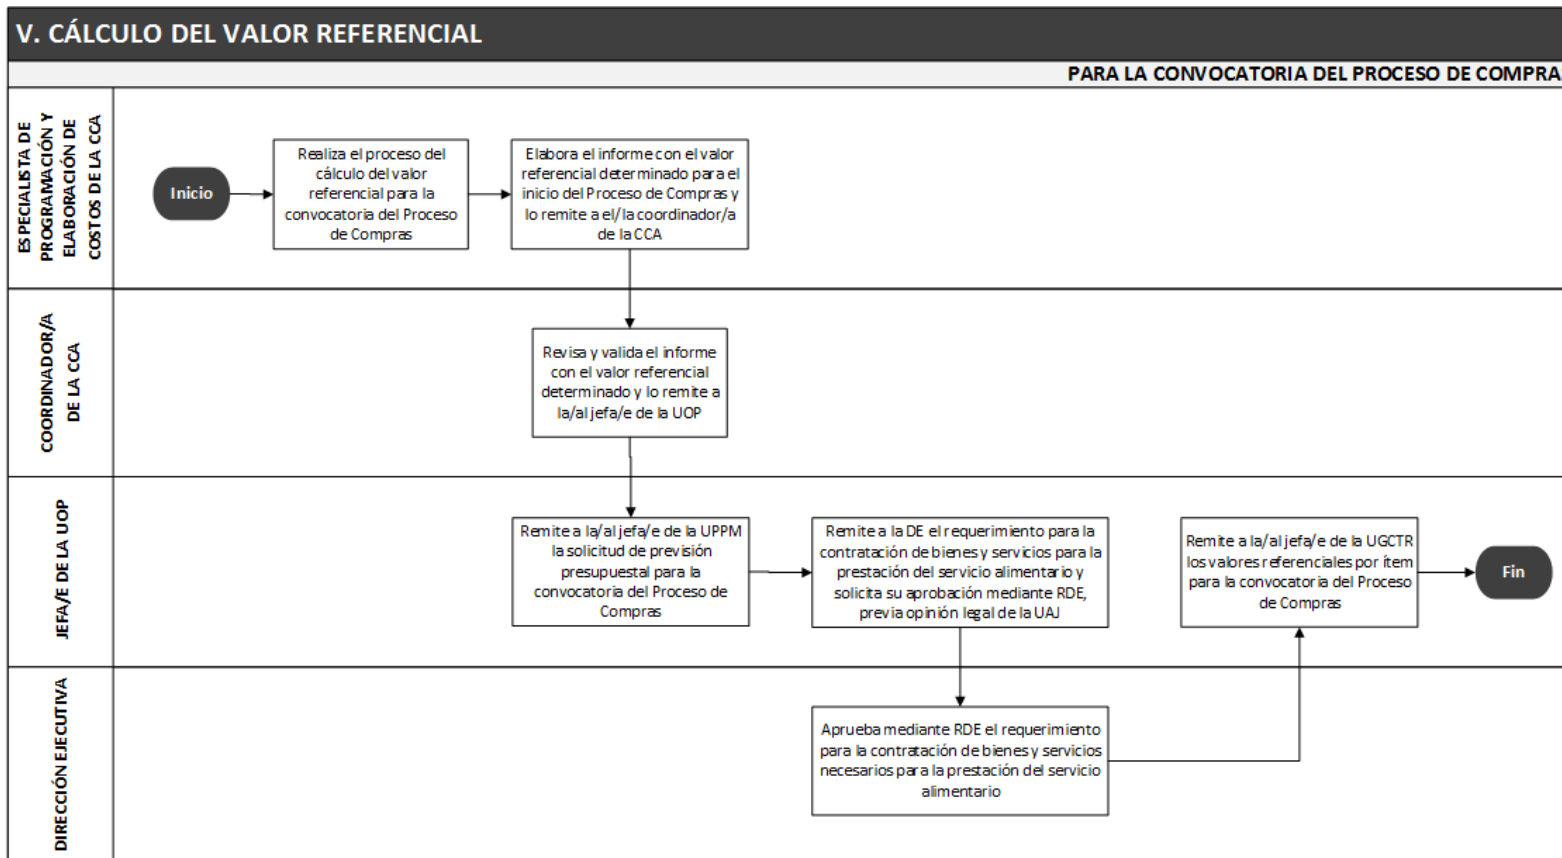 V. CÁLCULO DEL VALOR REFERENCIAL
PARA LA CONVOCATORIA DEL PROCESO DE COMPRAS
ESPECIALISTA DE
PROGRAMACIÓN Y
ELABORACIÓN DE
COSTOS DE LA CCA
Inicio
Realiza el proceso del
cálculo del valor
referencial para la
convocatoria del Proceso
de Compras
Elabora el informe con el valor
referencial determinado para el
inicio del Proceso de Compras y
lo remite a el/la coordinador/a
de la CCA
COORDINADOR/A
DE LA CCA
Revisa y valida el informe
con el valor referencial
determinado y lo remite a
la/al jefa/e de la UOP
JEFA/E DE LA UOP
Remite a la/al jefa/e de la UPPM
la solicitud de previsión
presupuestal para la
convocatoria del Proceso de
Compras
Remite a la DE el requerimiento para la
contratación de bienes y servicios para la
prestación del servicio alimentario y
solicita su aprobación mediante RDE,
previa opinión legal de la UAJ
Remite a la/al jefa/e de la UGCTR
los valores referenciales por ítem
para la convocatoria del Proceso
de Compras
Fin
DIRECCIÓN EJECUTIVA
Aprueba mediante RDE el requerimiento
para la contratación de bienes y servicios
necesarios para la prestación del servicio
alimentario